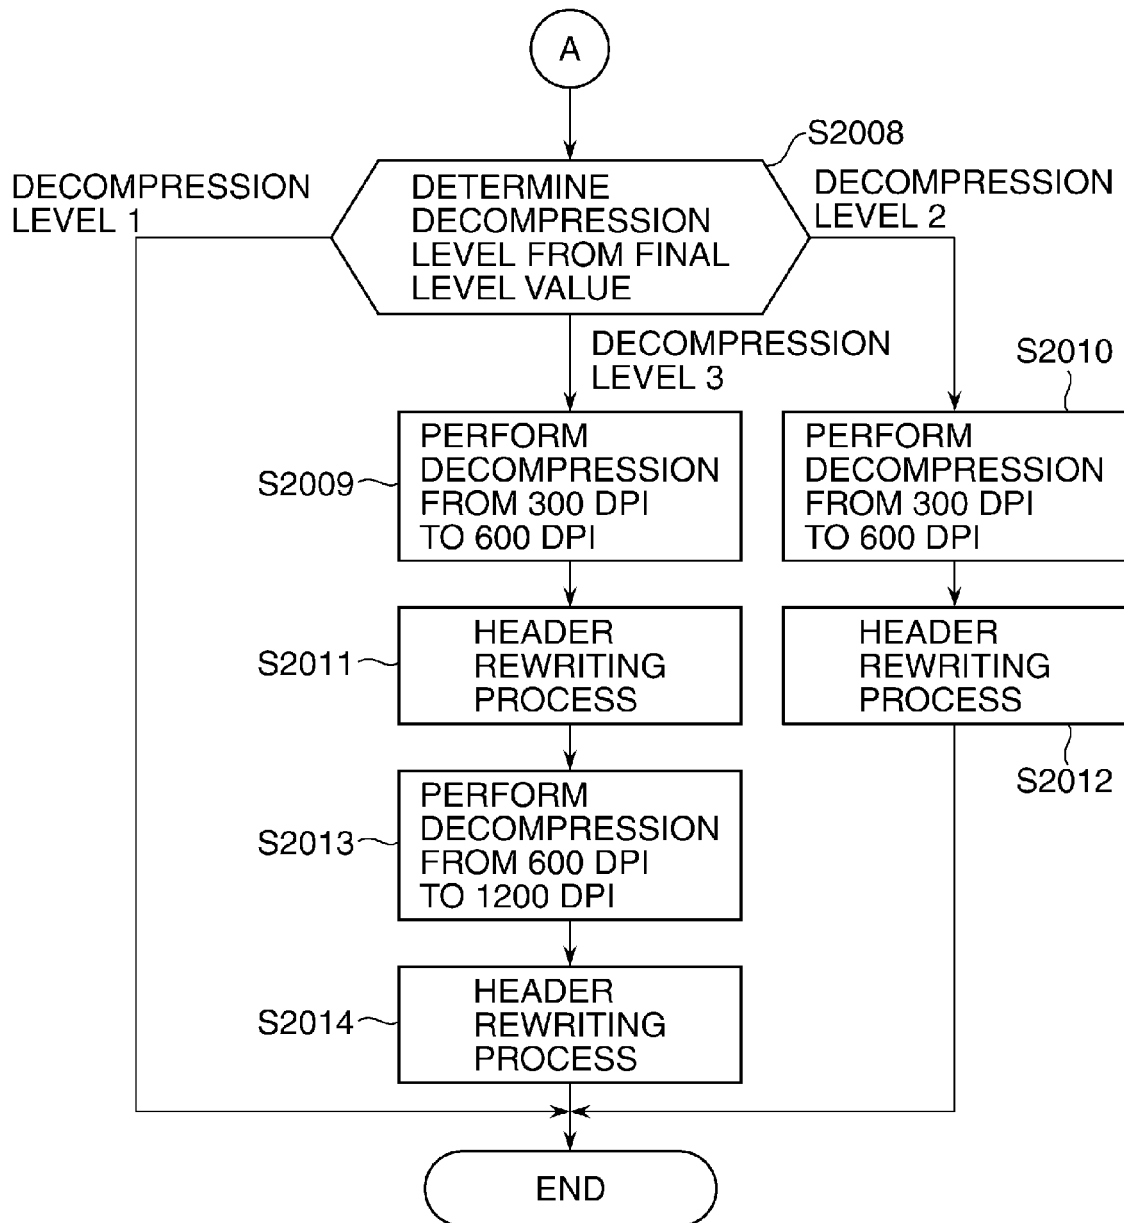 A
S2008
DECOMPRESSION
LEVEL 1
DETERMINE
DECOMPRESSION
LEVEL FROM FINAL
LEVEL VALUE
DECOMPRESSION
LEVEL 2
DECOMPRESSION
LEVEL 3
S2010
S2009
PERFORM
DECOMPRESSION
FROM 300 DPI
TO 600 DPI
PERFORM
DECOMPRESSION
FROM 300 DPI
TO 600 DPI
S2011
HEADER
REWRITING
PROCESS
HEADER
REWRITING
PROCESS
S2012
S2013
PERFORM
DECOMPRESSION
FROM 600 DPI
TO 1200 DPI
S2014
HEADER
REWRITING
PROCESS
END